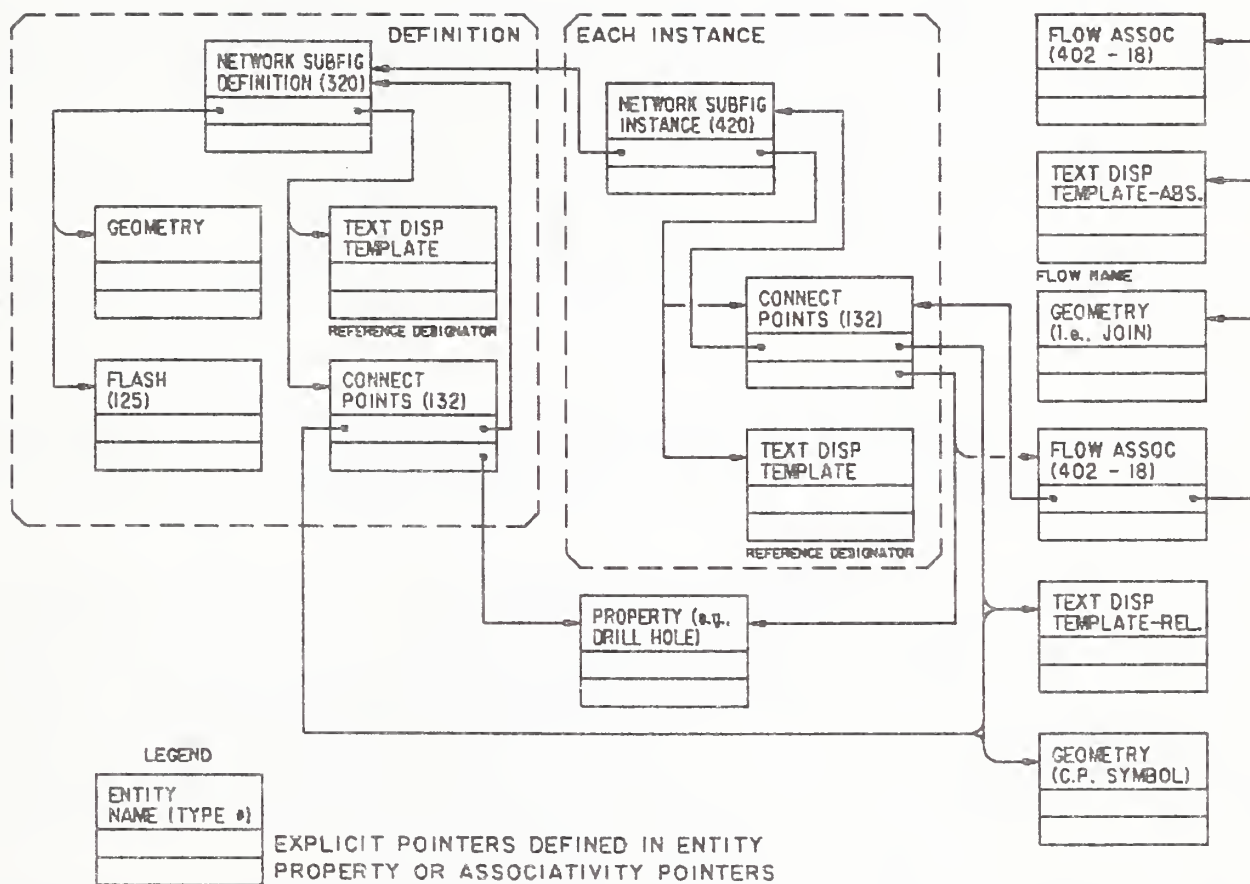 DEFINITION
EACH INSTANCE
NETWORK SUBFIG
DEFINITION (320)
GEOMETRY
TEXT DISP
TEMPLATE
REFERENCE DESIGNATOR
FLASH
(125)
CONNECT
POINTS (132)
NETWORK SUBFIG
INSTANCE (420)
CONNECT
POINTS (132)
TEXT DISP
TEMPLATE
REFERENCE DESIGNATOR
PROPERTY (e.g.,
DRILL HOLE)
FLOW ASSOC
(402 - 18)
TEXT DISP
TEMPLATE-ABS.
FLOW NAME
GEOMETRY
(i.e., JOIN)
FLOW ASSOC
(402 - 18)
TEXT DISP
TEMPLATE-REL.
GEOMETRY
(C.P. SYMBOL)
LEGEND
ENTITY
NAME (TYPE #)
EXPLICIT POINTERS DEFINED IN ENTITY
PROPERTY OR ASSOCIATIVITY POINTERS